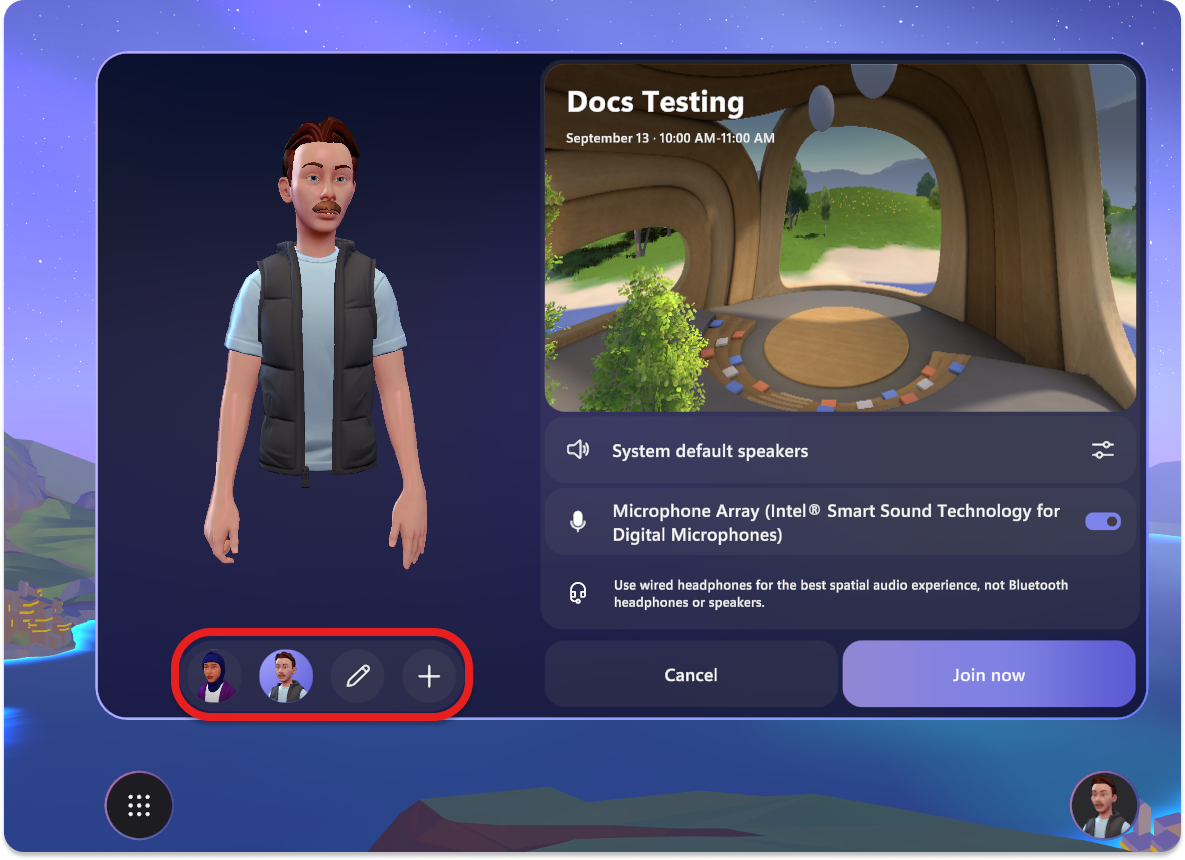 Docs Testing
September 13 · 10:00 AM-11:00 AM
System default speakers
Microphone Array (Intel® Smart Sound Technology for
Digital Microphones)
Use wired headphones for the best spatial audio experience, not Bluetooth
headphones or speakers.
Cancel
Join now